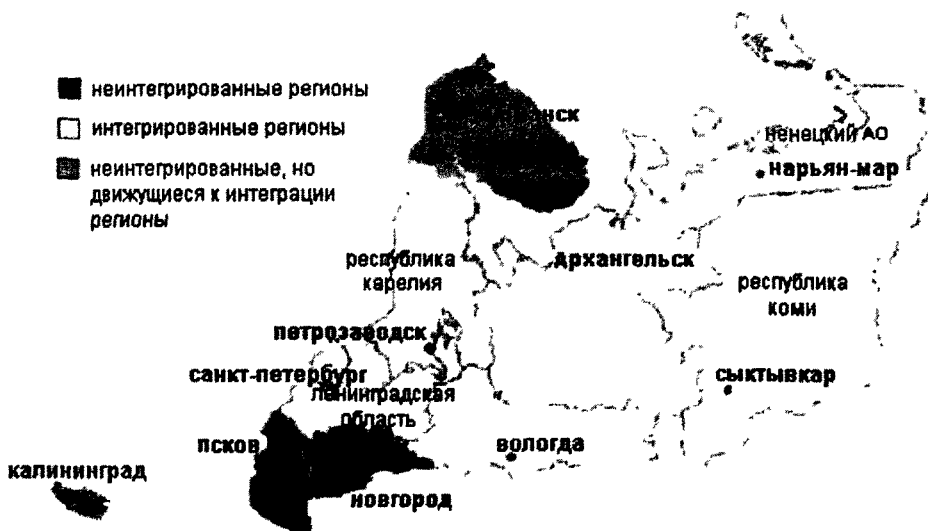 неинтегрированные регионы
интегрированные регионы
неинтегрированные, но
движущиеся к интеграции
регионы
ненецкий АО
нарьян-мар
архангельск
республика
карелия
республика
коми
петрозаводск
санкт-петербург
ленинградская
область
сыктывкар
псков
вологда
калининград
новгород